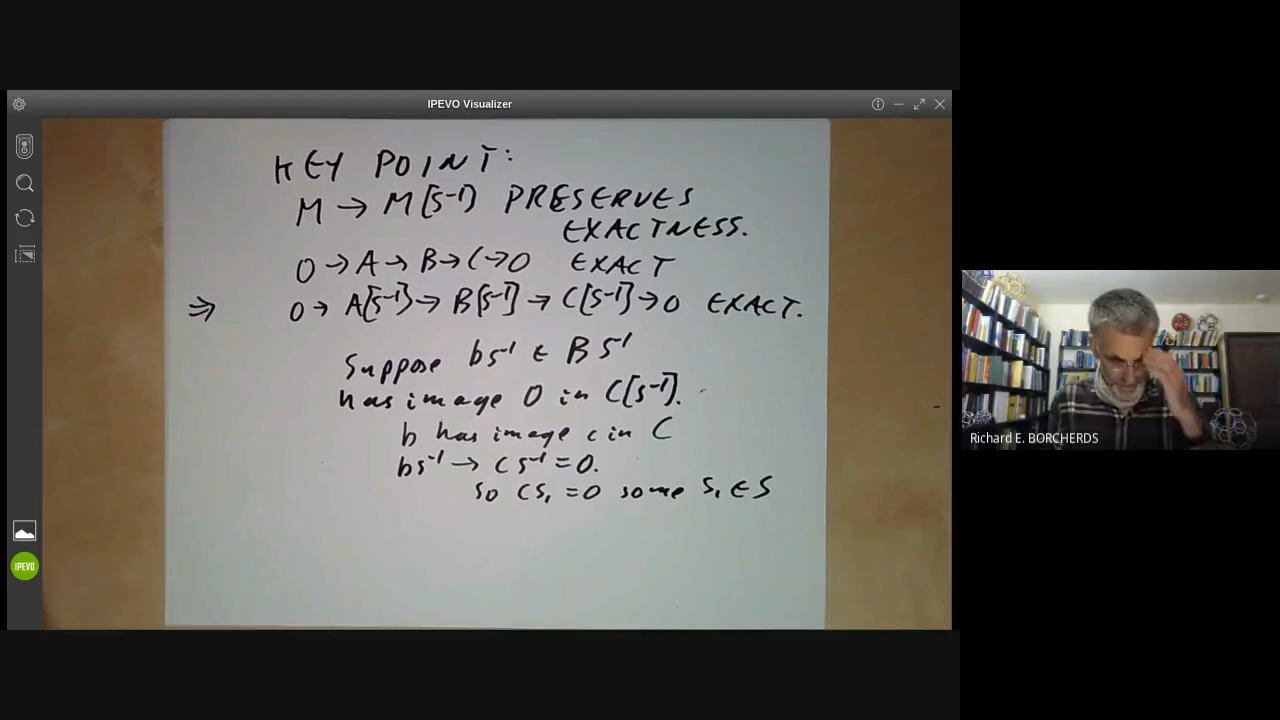 IPEVO Visualizer
KEY POINT:
M → M[S⁻¹] PRESERVES
EXACTNESS.
0 → A → B → C → 0 EXACT
⇒ 0 → A[S⁻¹] → B[S⁻¹] → C[S⁻¹] → 0 EXACT.
Suppose bs⁻¹ ∈ B S⁻¹
has image 0 in C[S⁻¹].
b has image c in C
bs⁻¹ → cs⁻¹ = 0.
so cs₁ = 0 some s₁ ∈ S
IPEVO
Richard E. BORCHERDS